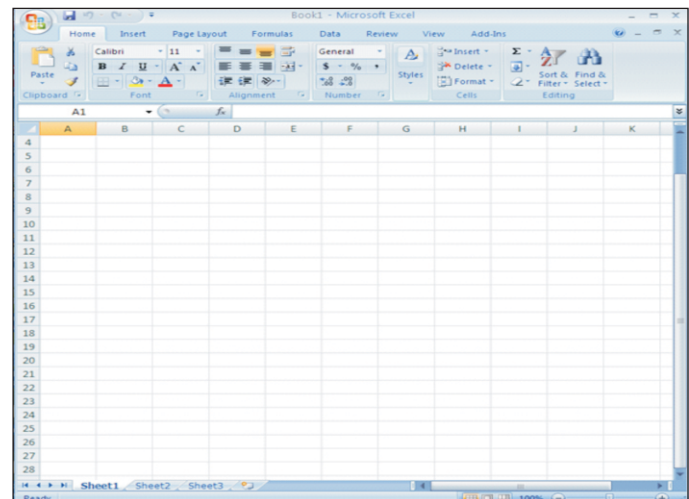 Book1 - Microsoft Excel
Home Insert Page Layout Formulas Data Review View Add-Ins
Calibri 11 General Insert Σ
B I U A A $ % , Delete
Paste Styles Format Sort & Filter Find & Select
Clipboard Font Alignment Number Cells Editing
A1 fx
A B C D E F G H I J K
4
5
6
7
8
9
10
11
12
13
14
15
16
17
18
19
20
21
22
23
24
25
26
27
28
Sheet1 Sheet2 Sheet3
Ready 100%